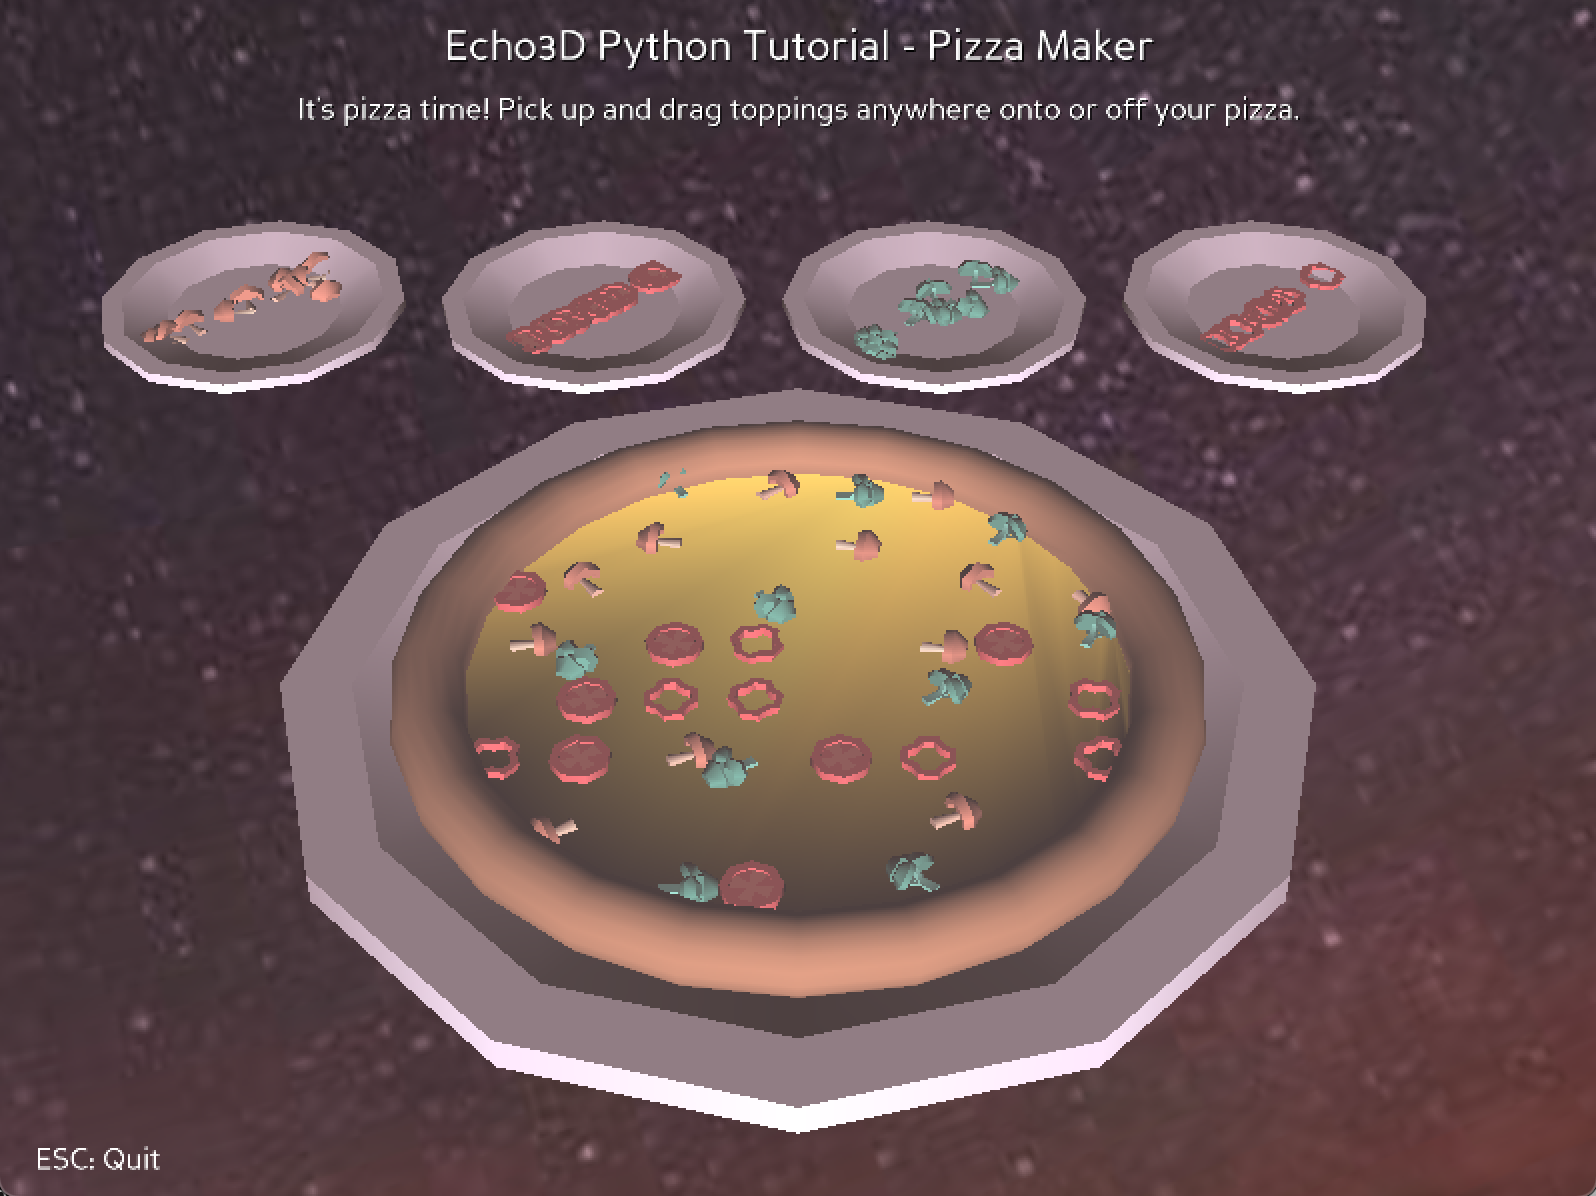 Echo3D Python Tutorial - Pizza Maker
It's pizza time! Pick up and drag toppings anywhere onto or off your pizza.
ESC: Quit